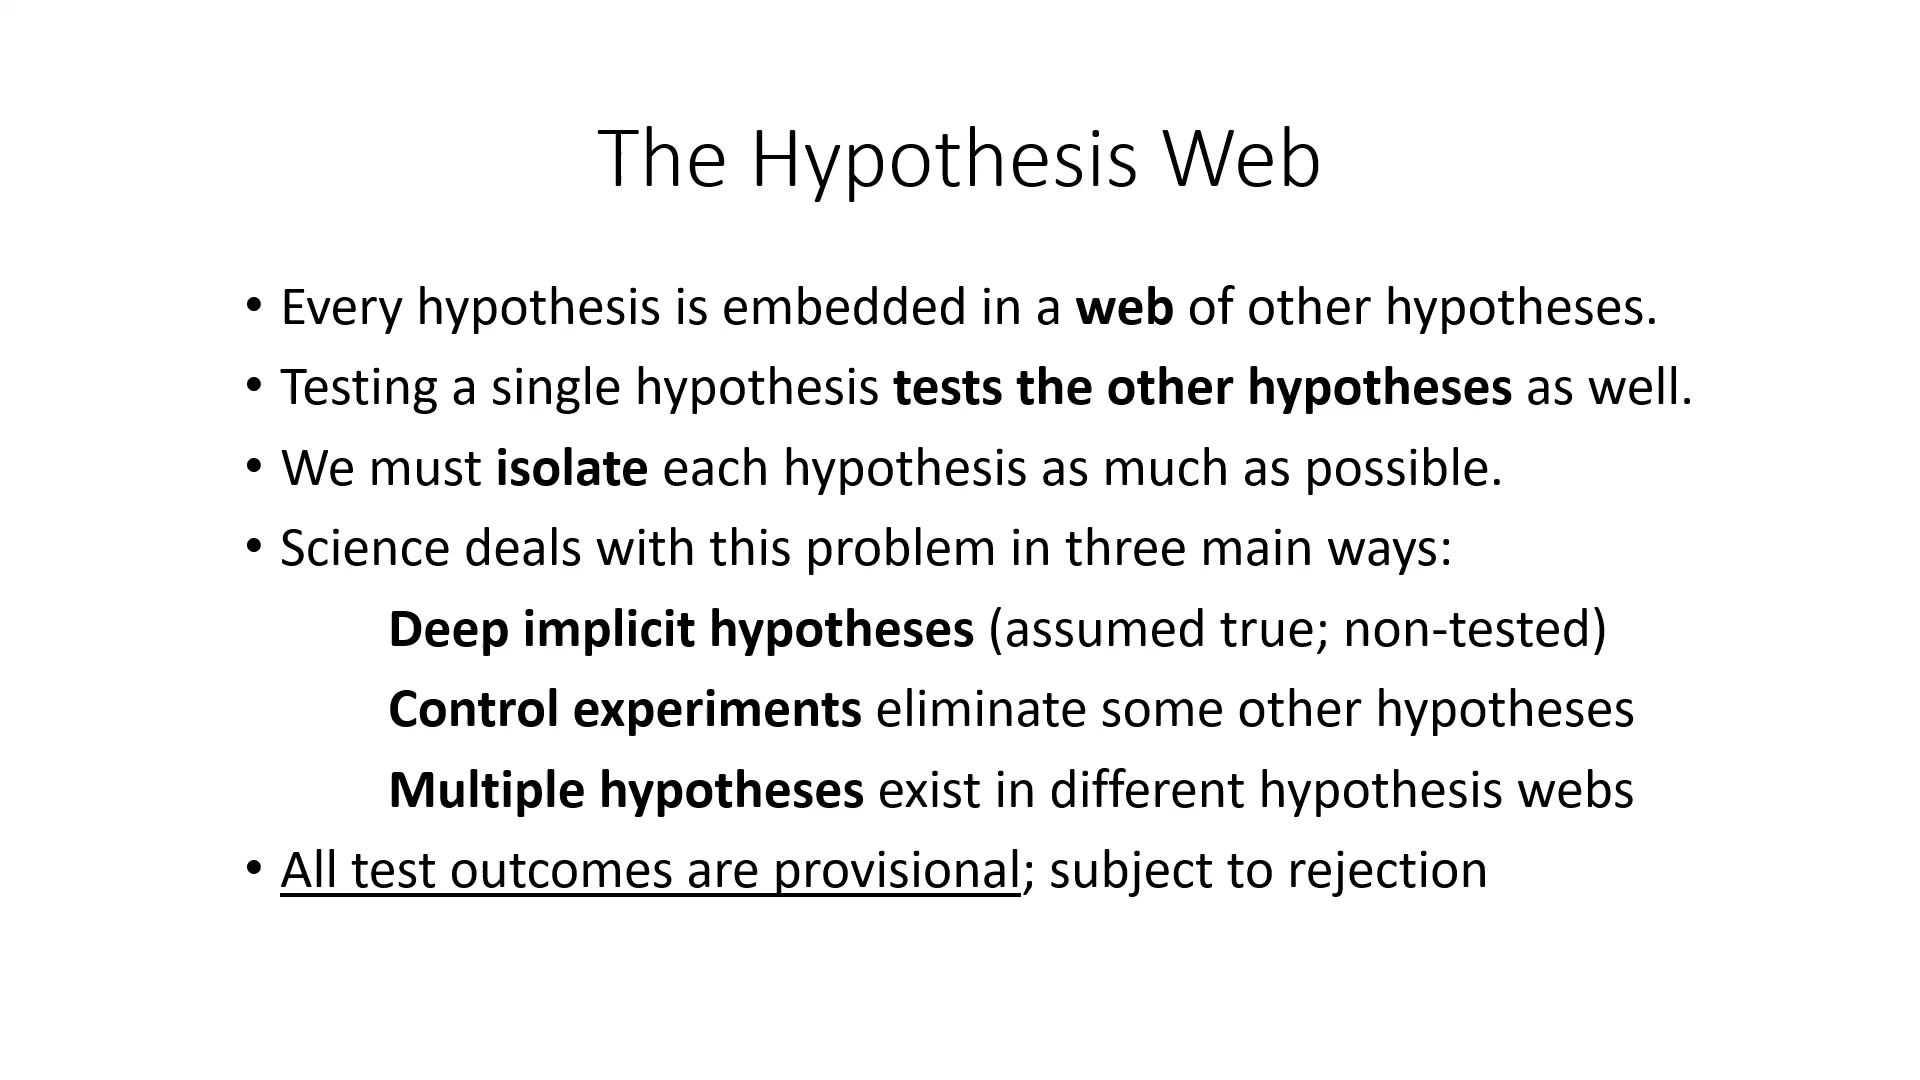 The Hypothesis Web
• Every hypothesis is embedded in a web of other hypotheses.
• Testing a single hypothesis tests the other hypotheses as well.
• We must isolate each hypothesis as much as possible.
• Science deals with this problem in three main ways:
Deep implicit hypotheses (assumed true; non-tested)
Control experiments eliminate some other hypotheses
Multiple hypotheses exist in different hypothesis webs
• All test outcomes are provisional; subject to rejection